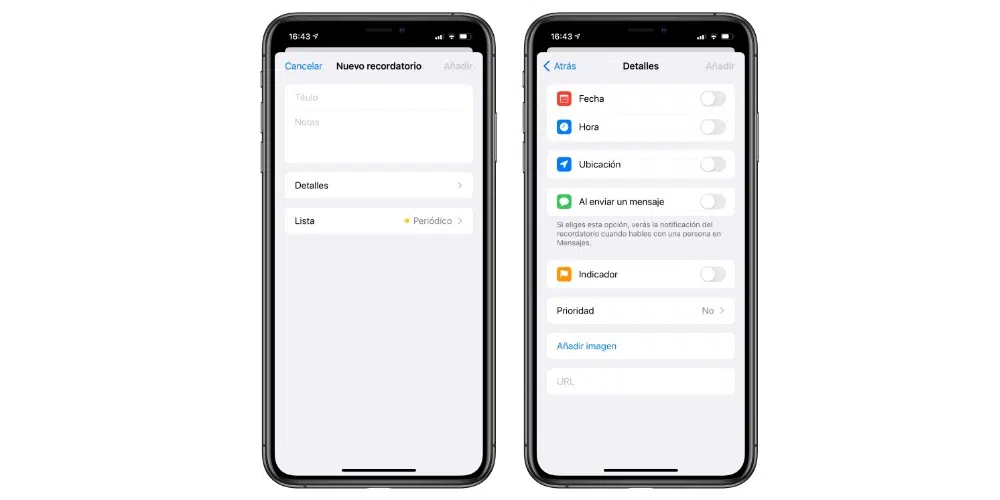 16:43
Cancelar Nuevo recordatorio Añadir
Título
Notas
Detalles
Lista Periódico
16:43
Atrás Detalles Añadir
Fecha
Hora
Ubicación
Al enviar un mensaje
Si eliges esta opción, verás la notificación del
recordatorio cuando hables con una persona en
Mensajes.
Indicador
Prioridad No
Añadir imagen
URL